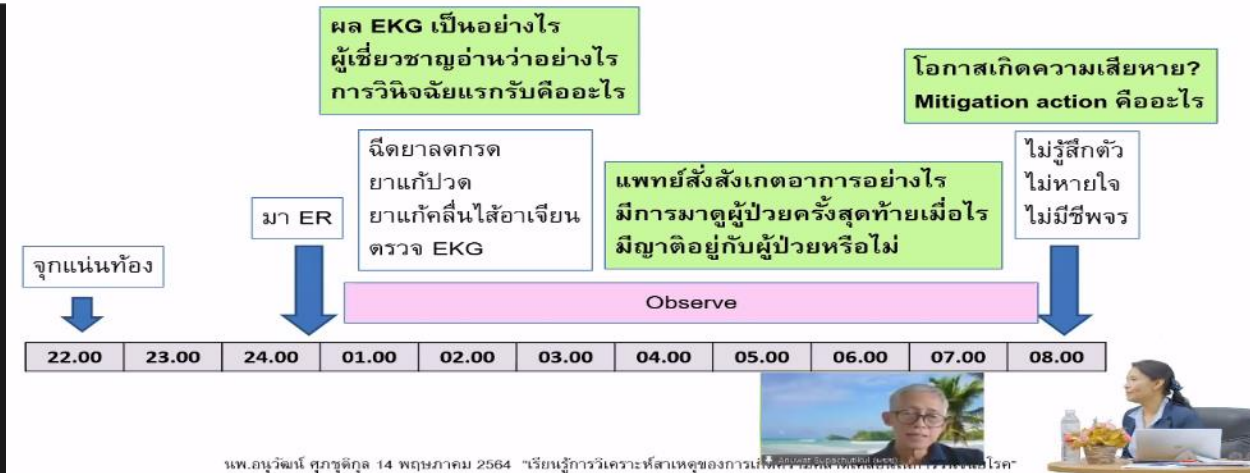 ผล EKG เป็นอย่างไร
ผู้เชี่ยวชาญอ่านว่าอย่างไร
การวินิจฉัยแรกรับคืออะไร
โอกาสเกิดความเสียหาย?
Mitigation action คืออะไร
ฉีดยาลดกรด
ยาแก้ปวด
ยาแก้คลื่นไส้อาเจียน
ตรวจ EKG
ไม่รู้สึกตัว
ไม่หายใจ
ไม่มีชีพจร
แพทย์สั่งสังเกตอาการอย่างไร
มีการมาดูผู้ป่วยครั้งสุดท้ายเมื่อไร
มีญาติอยู่กับผู้ป่วยหรือไม่
มา ER
จุกแน่นท้อง
Observe
22.00 23.00 24.00 01.00 02.00 03.00 04.00 05.00 06.00 07.00 08.00
Anuwat Supachutikul
นพ.อนุวัฒน์ ศุภชุติกุล 14 พฤษภาคม 2564 "เรียนรู้การวิเคราะห์สาเหตุของการ